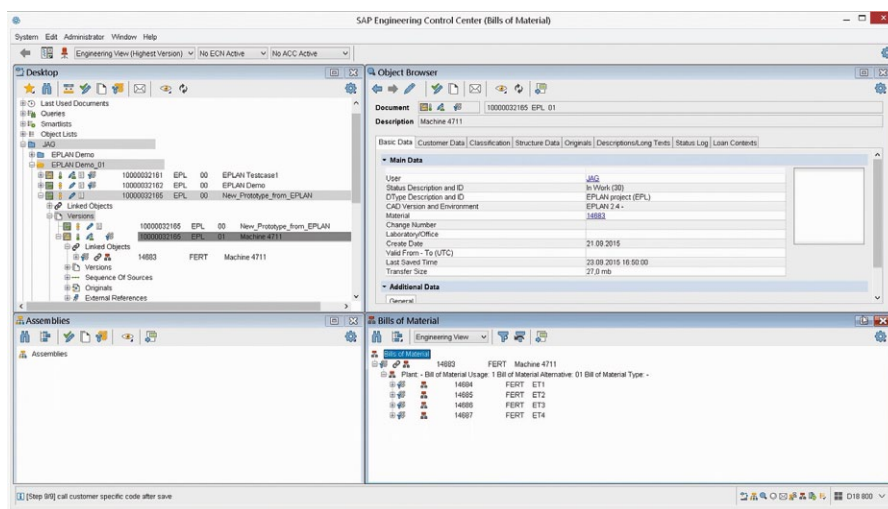 SAP Engineering Control Center (Bills of Material)
System Edit Administrator Window Help
Engineering View (Highest Version) No ECN Active No ACC Active
Desktop
Last Used Documents
Queries
Smartlists
Object Lists
JAG
EPLAN Demo
EPLAN Demo_01
10000032161 EPL 00 EPLAN Testcase1
10000032162 EPL 00 EPLAN Demo
10000032165 EPL 00 New_Prototype_from_EPLAN
Linked Objects
Versions
10000032165 EPL 00 New_Prototype_from_EPLAN
10000032165 EPL 01 Machine 4711
Linked Objects
14683 FERT Machine 4711
Versions
Sequence Of Sources
Originals
External References
Object Browser
Document 10000032165 EPL 01
Description Machine 4711
Basic Data Customer Data Classification Structure Data Originals Descriptions/Long Texts Status Log Loan Contexts
Main Data
User JAG
Status Description and ID In Work (30)
DType Description and ID EPLAN project (EPL)
CAD Version and Environment EPLAN 2.4 -
Material 14683
Change Number
Laboratory/Office
Create Date 21.09.2015
Valid From - To (UTC)
Last Saved Time 23.09.2015 16:50:00
Transfer Size 27,0 mb
Additional Data
General
Assemblies
Assemblies
Bills of Material
Engineering View
Bills of Material
14683 FERT Machine 4711
Plant: - Bill of Material Usage: 1 Bill of Material Alternative: 01 Bill of Material Type: -
14684 FERT ET1
14685 FERT ET2
14686 FERT ET3
14687 FERT ET4
[Step 9/9] call customer specific code after save
D18 800